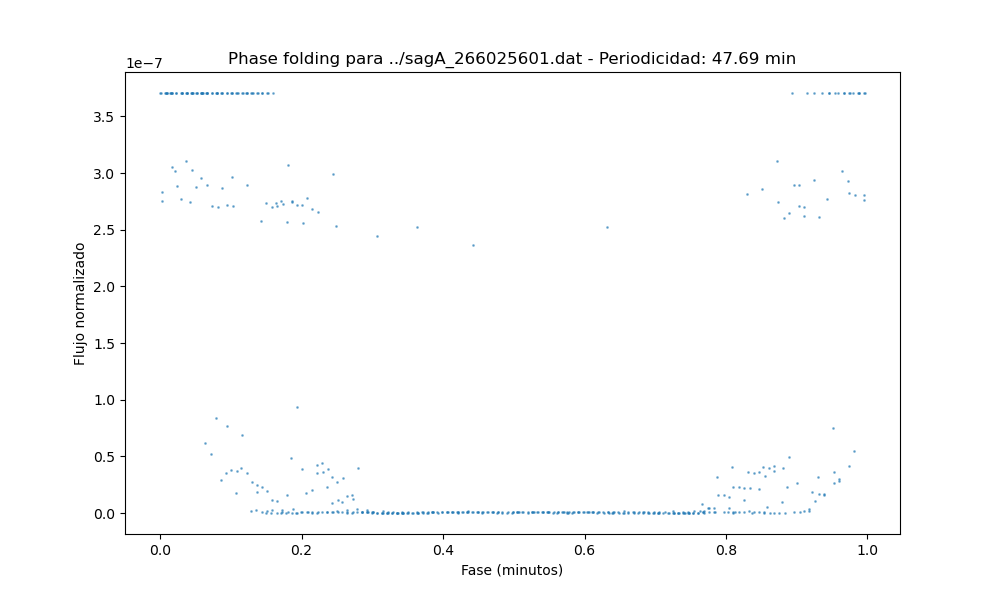 Phase folding para ../sagA_266025601.dat - Periodicidad: 47.69 min
1e−7
3.5
3.0
2.5
2.0
1.5
1.0
0.5
0.0
Flujo normalizado
0.0 0.2 0.4 0.6 0.8 1.0
Fase (minutos)